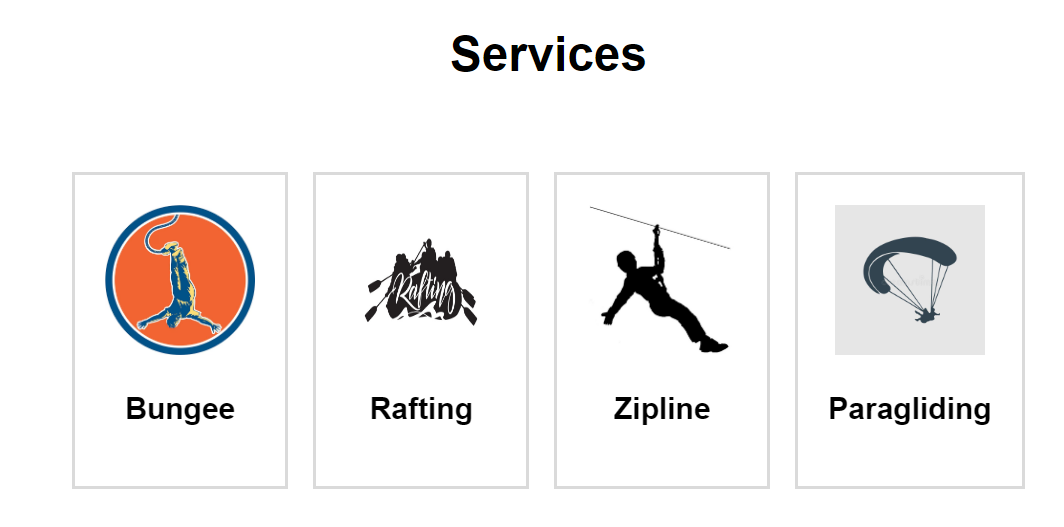 Services
Rafting
Bungee
Rafting
Zipline
Paragliding